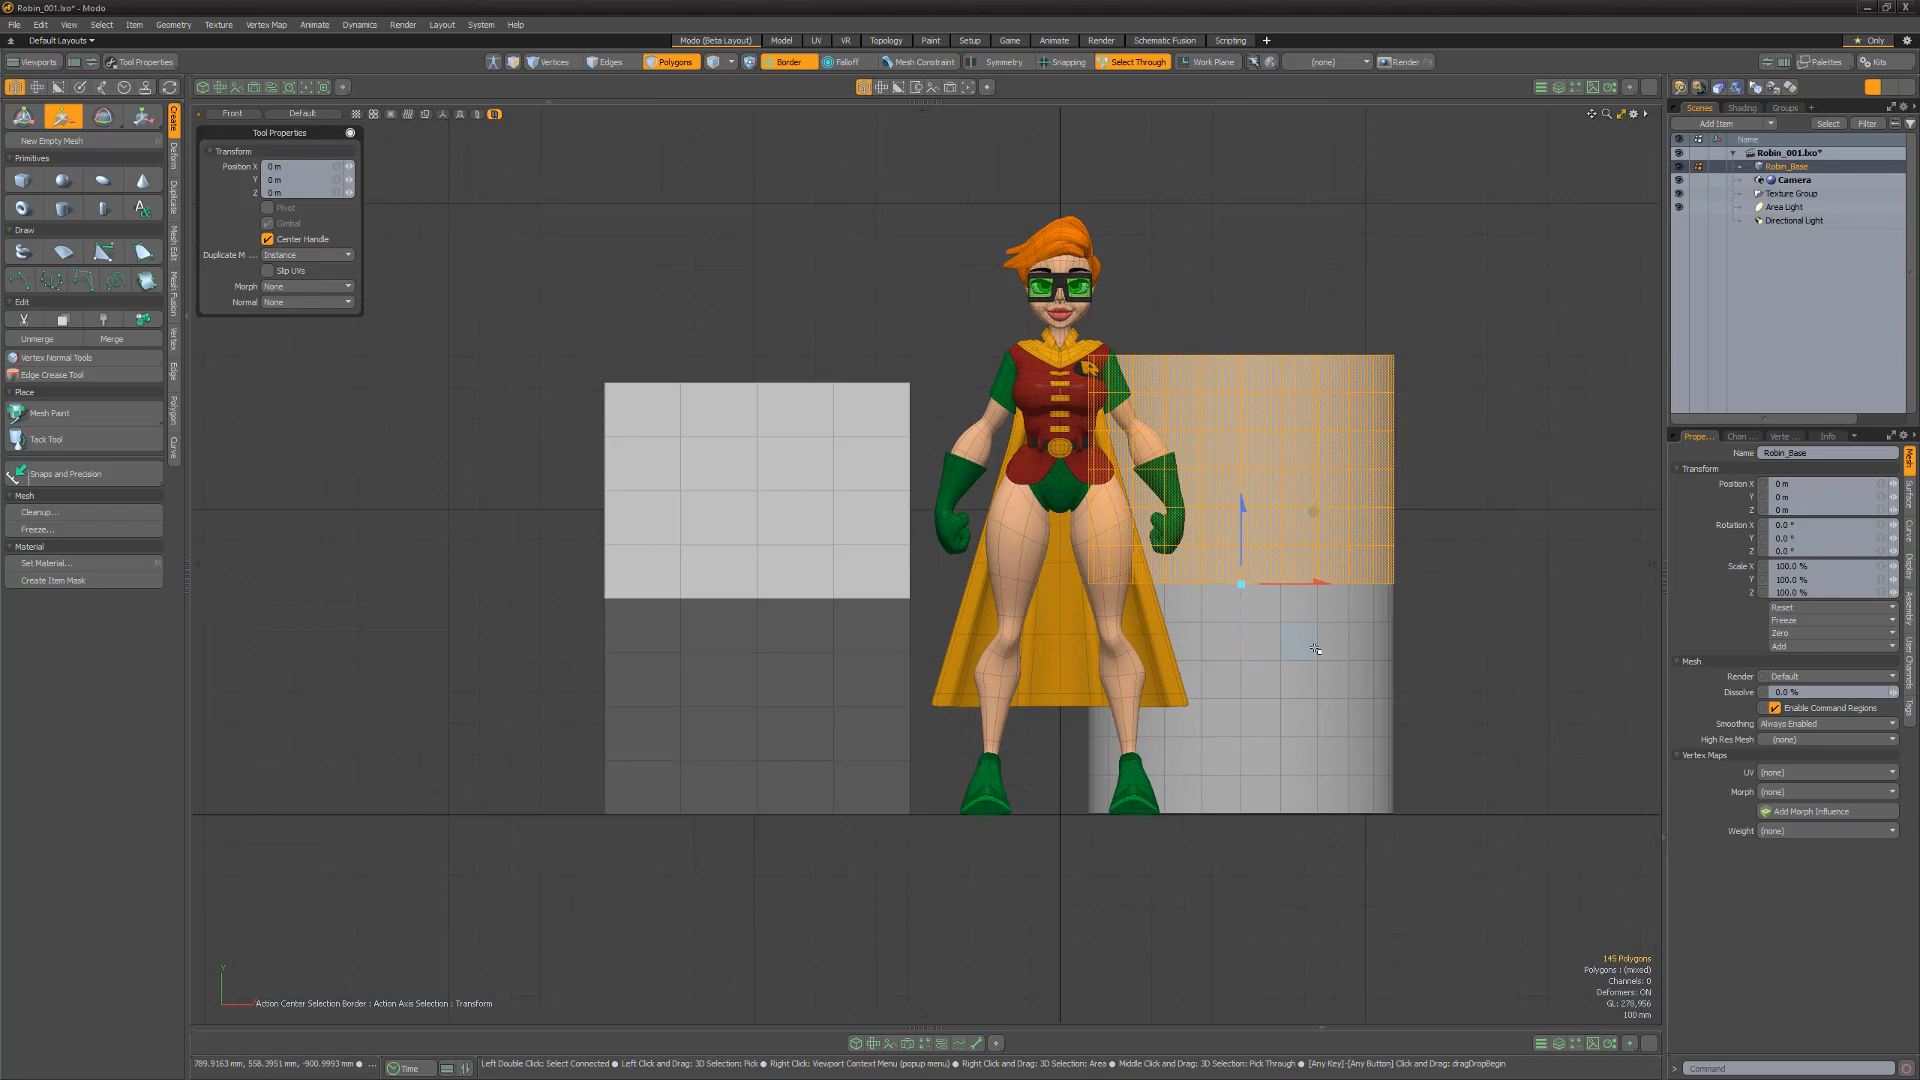 Robin_001.lxo* - Modo
File Edit View Select Item Geometry Texture Vertex Map Animate Dynamics Render Layout System Help
Default Layouts
Modo (Beta Layout) Model UV VR Topology Paint Setup Game Animate Render Schematic Fusion Scripting
Only
Viewports Tool Properties
Vertices Edges Polygons Border Falloff Mesh Constraint Symmetry Snapping Select Through Work Plane (none) Render
Palettes Kits
Front Default
New Empty Mesh N
Primitives
Draw
Edit
Unmerge Merge
Vertex Normal Tools
Edge Crease Tool
Place
Mesh Paint
Tack Tool
Snaps and Precision
Mesh
Cleanup...
Freeze...
Material
Set Material... M
Create Item Mask
Create
Deform
Duplicate
Mesh Edit
Mesh Fusion
Vertex
Edge
Polygon
Curve
Tool Properties
Transform
Position X 0 m
Y 0 m
Z 0 m
Pivot
Gimbal
Center Handle
Duplicate M ... Instance
Slip UVs
Morph None
Normal None
Y
X
Action Center Selection Border : Action Axis Selection : Transform
145 Polygons
Polygons : (mixed)
Channels: 0
Deformers: ON
GL: 278,956
100 mm
Scenes Shading Groups
Add Item Select Filter
Name
Robin_001.lxo*
Robin_Base
Camera
Texture Group
Area Light
Directional Light
Prope... Chan ... Verte ... Info
Name Robin_Base
Transform
Position X 0 m
Y 0 m
Z 0 m
Rotation X 0.0 °
Y 0.0 °
Z 0.0 °
Scale X 100.0 %
Y 100.0 %
Z 100.0 %
Reset
Freeze
Zero
Add
Mesh
Render Default
Dissolve 0.0 %
Enable Command Regions
Smoothing Always Enabled
High Res Mesh (none)
Vertex Maps
UV (none)
Morph (none)
Add Morph Influence
Weight (none)
Mesh
Surface
Curve
Display
Assembly
User Channels
Tags
789.9163 mm, 558.3951 mm, -900.9993 mm ...
Time
Left Double Click: Select Connected ● Left Click and Drag: 3D Selection: Pick ● Right Click: Viewport Context Menu (popup menu) ● Right Click and Drag: 3D Selection: Area ● Middle Click and Drag: 3D Selection: Pick Through ● [Any Key]-[Any Button] Click and Drag: dragDropBegin
Command